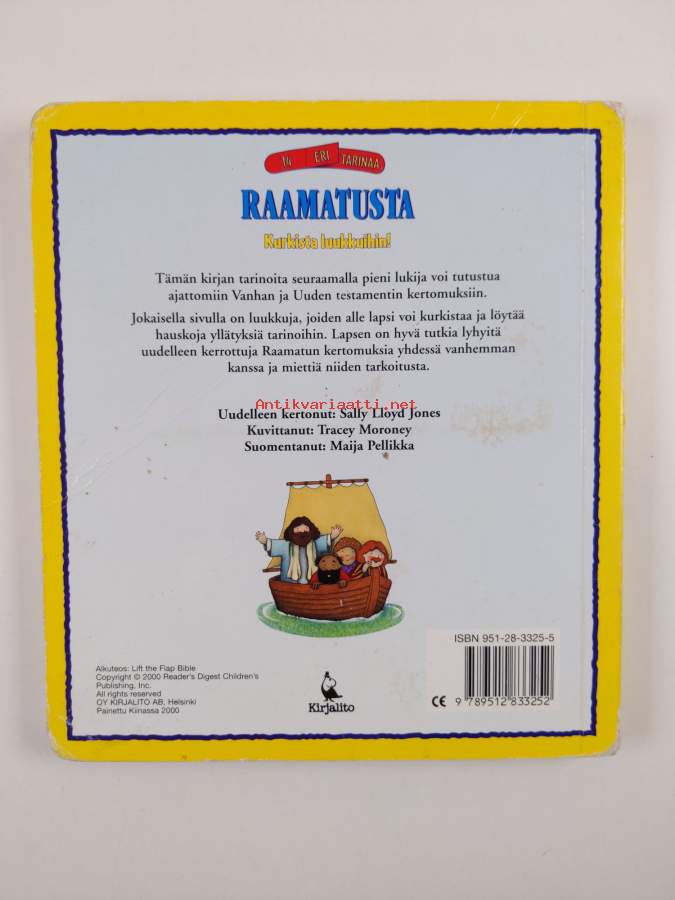 14 ERI TARINAA
RAAMATUSTA
Kurkista luukkuihin!
Tämän kirjan tarinoita seuraamalla pieni lukija voi tutustua
ajattomiin Vanhan ja Uuden testamentin kertomuksiin.
Jokaisella sivulla on luukkuja, joiden alle lapsi voi kurkistaa ja löytää
hauskoja yllätyksiä tarinoihin. Lapsen on hyvä tutkia lyhyitä
uudelleen kerrottuja Raamatun kertomuksia yhdessä vanhemman
kanssa ja miettiä niiden tarkoitusta.
Antikvariaatti.net
Uudelleen kertonut: Sally Lloyd Jones
Kuvittanut: Tracey Moroney
Suomentanut: Maija Pellikka
Alkuteos: Lift the Flap Bible
Copyright © 2000 Reader's Digest Children's
Publishing, Inc.
All rights reserved
OY KIRJALITO AB, Helsinki
Painettu Kiinassa 2000
Kirjalito
ISBN 951-28-3325-5
CE 9 789512 833252